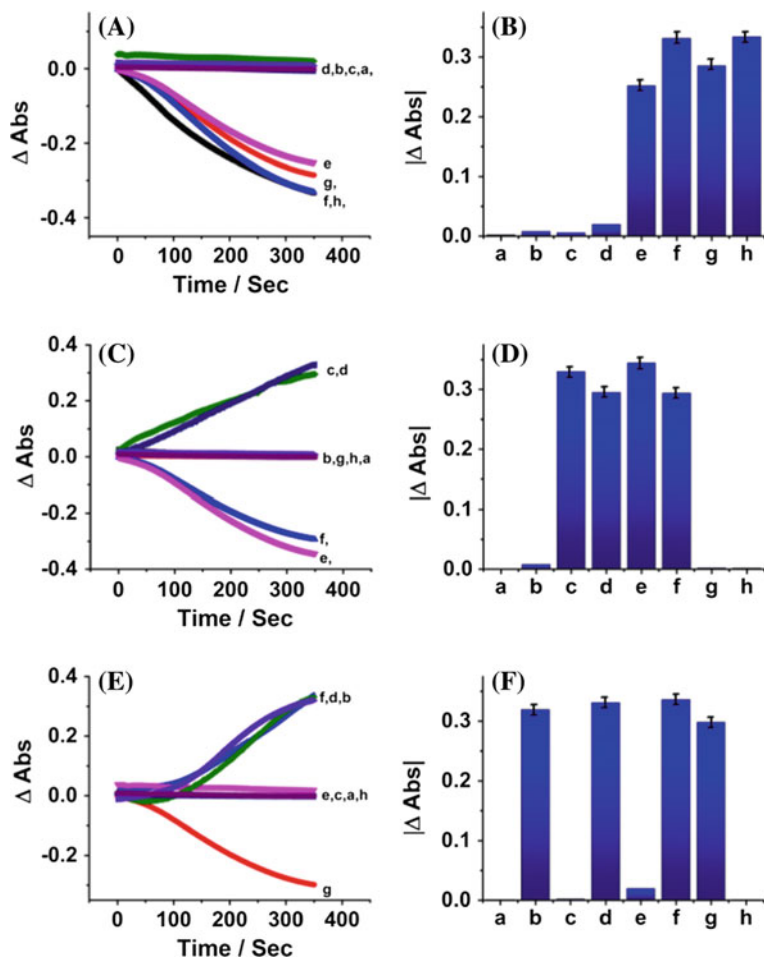 (A)
Δ Abs
0.0
-0.2
-0.4
d,b,c,a,
e
g,
f,h,
0 100 200 300 400
Time / Sec
(B)
|Δ Abs|
0.3
0.2
0.1
0.0
a b c d e f g h
(C)
Δ Abs
0.4
0.2
0.0
-0.2
-0.4
c,d
b,g,h,a
f,
e,
0 100 200 300 400
Time / Sec
(D)
|Δ Abs|
0.3
0.2
0.1
0.0
a b c d e f g h
(E)
Δ Abs
0.4
0.2
0.0
-0.2
f,d,b
e,c,a,h
g
0 100 200 300 400
Time / Sec
(F)
|Δ Abs|
0.3
0.2
0.1
0.0
a b c d e f g h